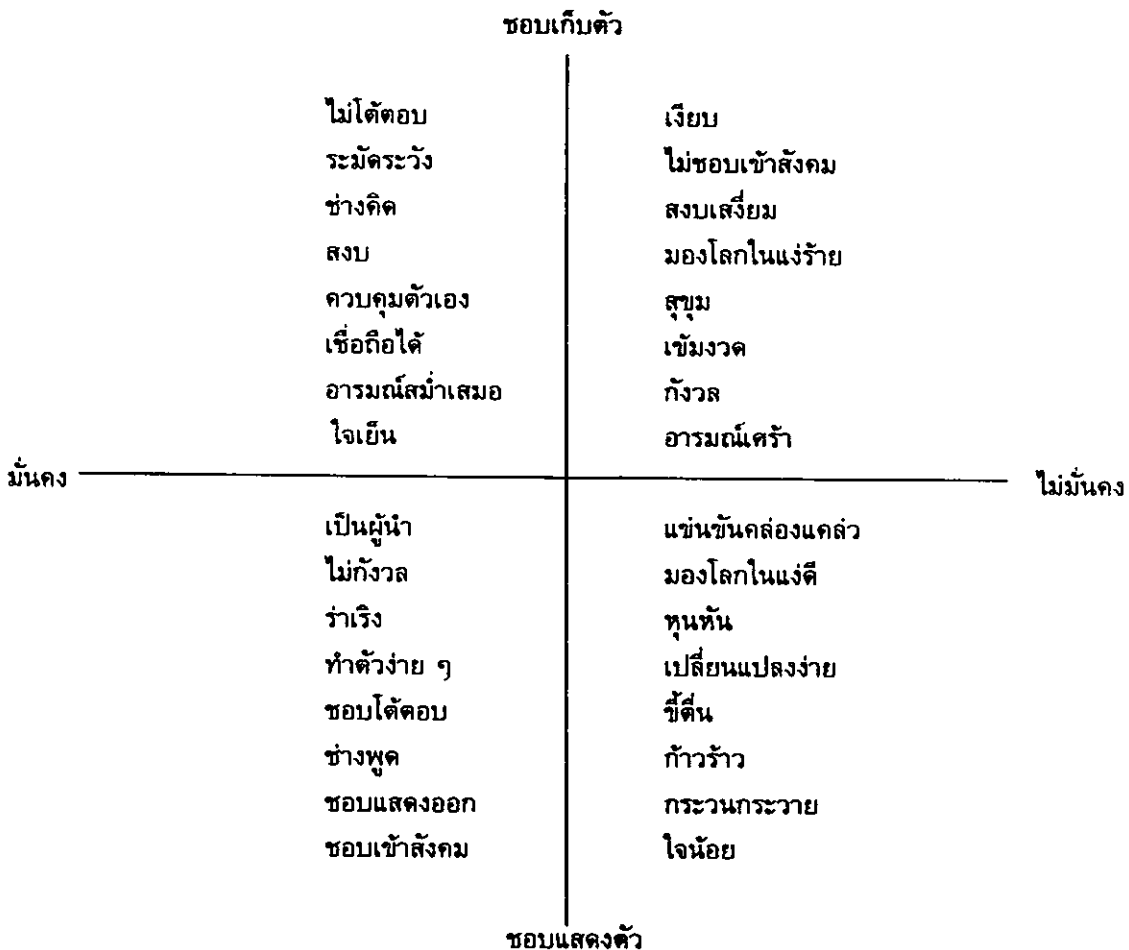 ชอบเก็บตัว
ไม่โต้ตอบ
ระมัดระวัง
ช่างคิด
สงบ
ควบคุมตัวเอง
เชื่อถือได้
อารมณ์สม่ำเสมอ
ใจเย็น
เงียบ
ไม่ชอบเข้าสังคม
สงบเสงี่ยม
มองโลกในแง่ร้าย
สุขุม
เข้มงวด
กังวล
อารมณ์เศร้า
มั่นคง
ไม่มั่นคง
เป็นผู้นำ
ไม่กังวล
ร่าเริง
ทำตัวง่าย ๆ
ชอบโต้ตอบ
ช่างพูด
ชอบแสดงออก
ชอบเข้าสังคม
แข่นขันคล่องแคล่ว
มองโลกในแง่ดี
หุนหัน
เปลี่ยนแปลงง่าย
ขี้ตื่น
ก้าวร้าว
กระวนกระวาย
ใจน้อย
ชอบแสดงตัว